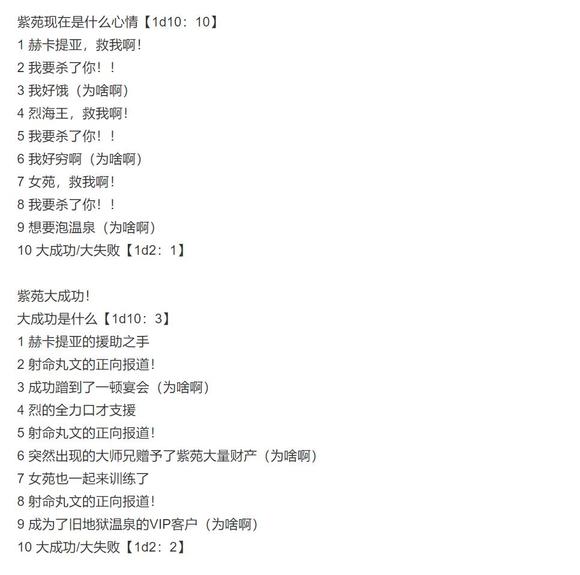 紫苑现在是什么心情【1d10：10】
1 赫卡提亚，救我啊！
2 我要杀了你！！
3 我好饿（为啥啊）
4 烈海王，救我啊！
5 我要杀了你！！
6 我好穷啊（为啥啊）
7 女苑，救我啊！
8 我要杀了你！！
9 想要泡温泉（为啥啊）
10 大成功/大失败【1d2：1】
紫苑大成功！
大成功是什么【1d10：3】
1 赫卡提亚的援助之手
2 射命丸文的正向报道！
3 成功蹭到了一顿宴会（为啥啊）
4 烈的全力口才支援
5 射命丸文的正向报道！
6 突然出现的大师兄赠予了紫苑大量财产（为啥啊）
7 女苑也一起来训练了
8 射命丸文的正向报道！
9 成为了旧地狱温泉的VIP客户（为啥啊）
10 大成功/大失败【1d2：2】